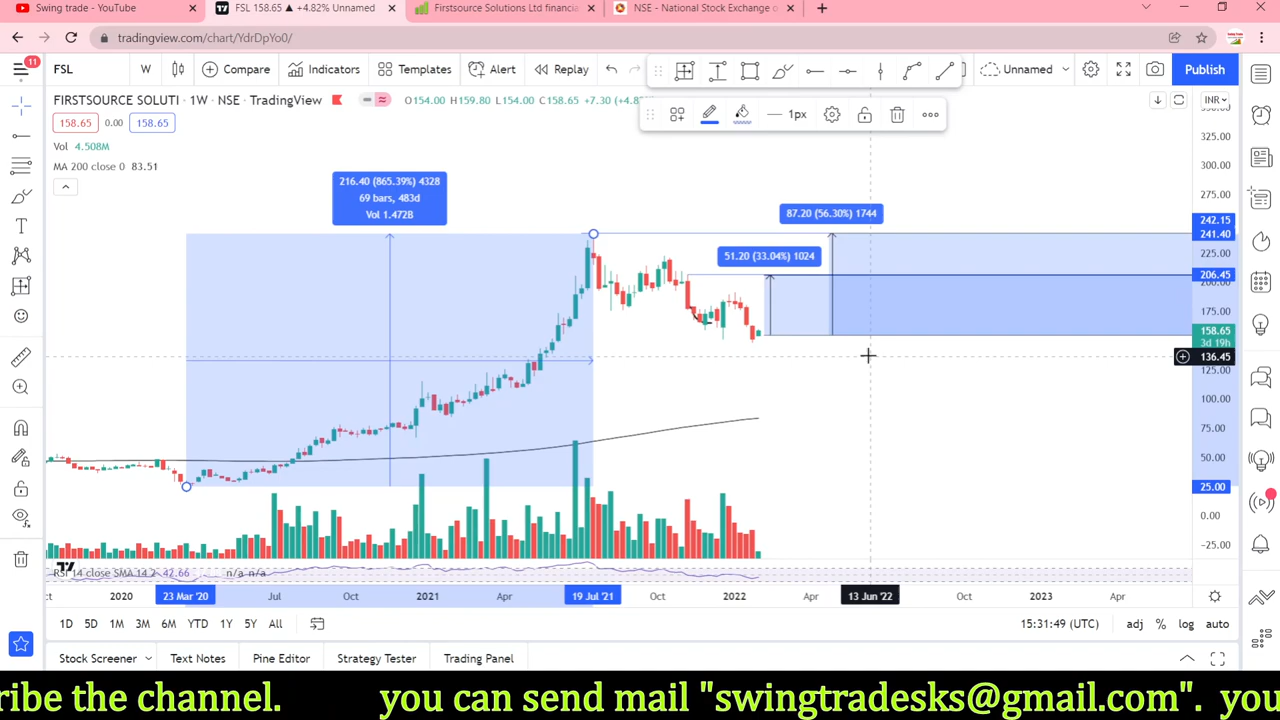 Swing trade - YouTube
FSL 158.65 ▲ +4.82% Unnamed
Firstsource Solutions Ltd financia
NSE - National Stock Exchange o
tradingview.com/chart/YdrDpYo0/
11
FSL
W
Compare
Indicators
Templates
Alert
Replay
Unnamed
Publish
FIRSTSOURCE SOLUTI · 1W · NSE · TradingView
O154.00 H159.80 L154.00 C158.65 +7.30 (+4.8
1px
INR
158.65
0.00
158.65
Vol 4.508M
MA 200 close 0 83.51
216.40 (865.39%) 4328
69 bars, 483d
Vol 1.472B
87.20 (56.30%) 1744
51.20 (33.04%) 1024
325.00
300.00
275.00
242.15
241.40
225.00
206.45
200.00
175.00
158.65
3d 19h
136.45
125.00
100.00
75.00
50.00
25.00
0.00
−25.00
RSI 14 close SMA 14 2 42.66 n/a n/a
2020
23 Mar '20
Jul
Oct
2021
Apr
19 Jul '21
Oct
2022
Apr
13 Jun '22
Oct
2023
Apr
1D
5D
1M
3M
6M
YTD
1Y
5Y
All
15:31:49 (UTC)
adj
%
log
auto
Stock Screener
Text Notes
Pine Editor
Strategy Tester
Trading Panel
ribe the channel.
you can send mail "swingtradesks@gmail.com". you